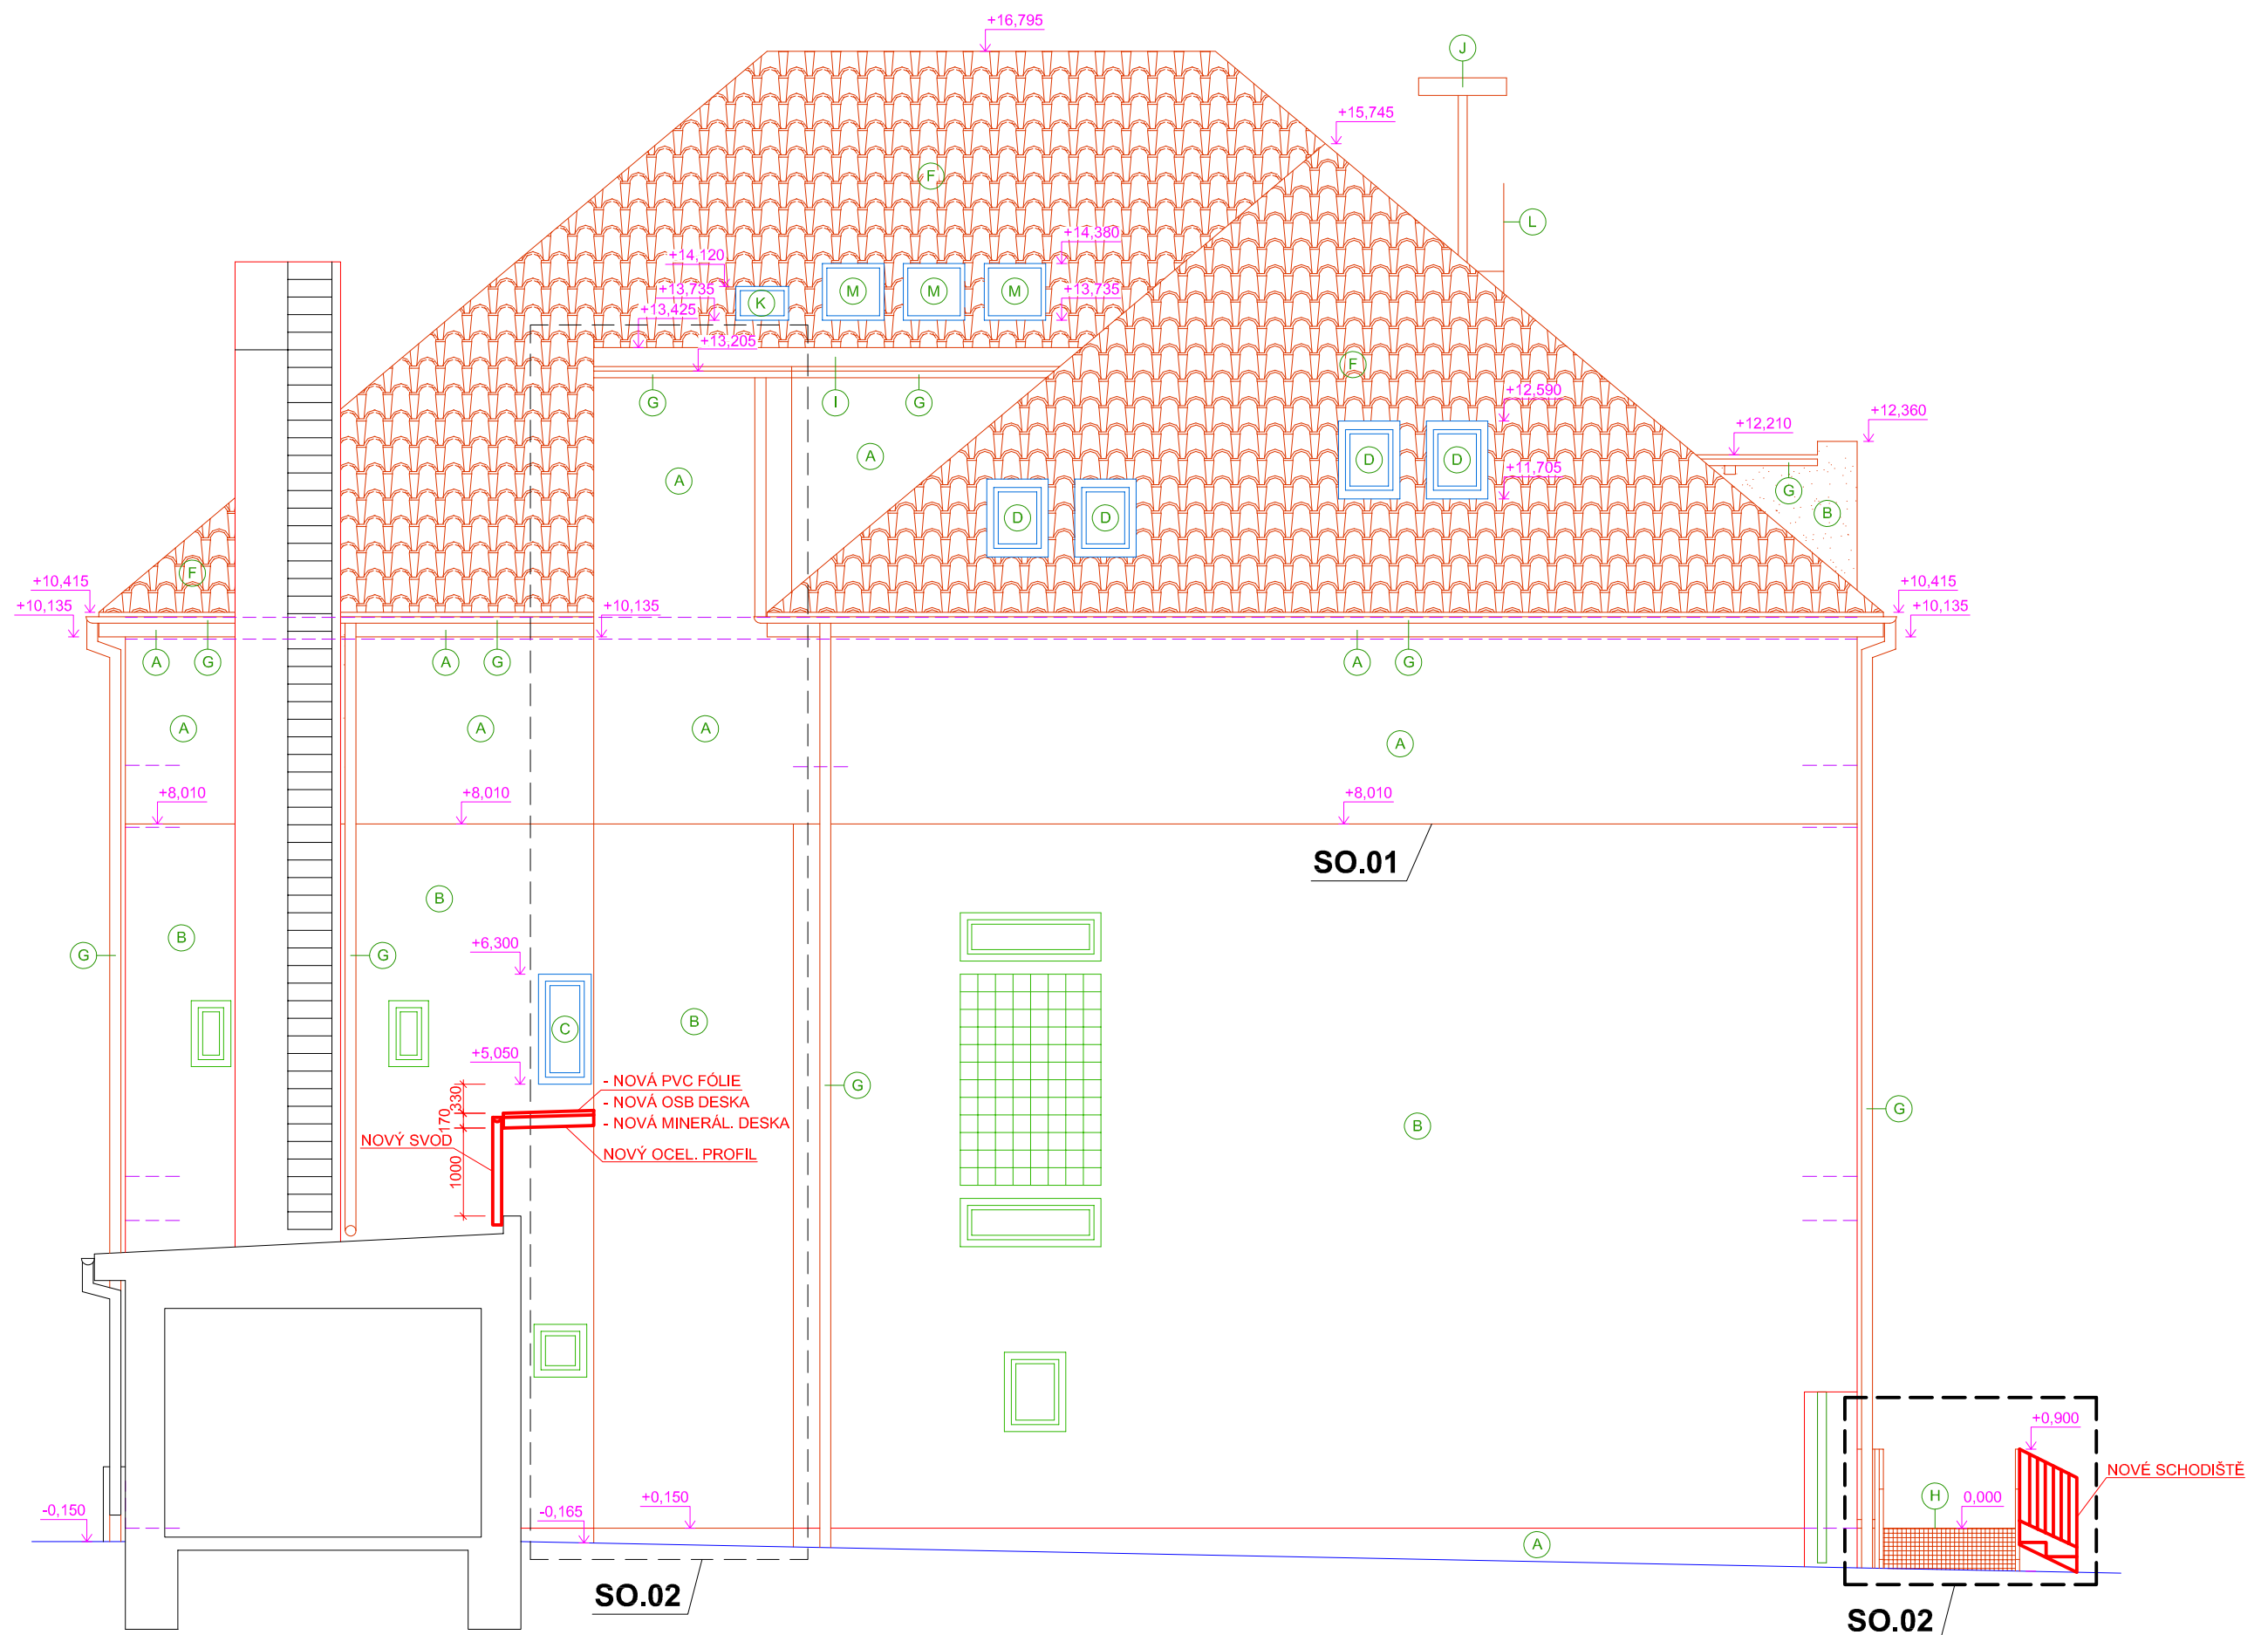 +16,795
J
+15,745
F
L
+14,380
+14,120
+13,735
K
M
M
M
+13,735
+13,425
+13,205
F
G
I
G
+12,590
+12,360
+12,210
A
A
D
D
+11,705
G
B
D
D
F
+10,415
+10,135
+10,135
+10,415
+10,135
A
G
A
G
A
G
A
A
A
A
+8,010
+8,010
+8,010
SO.01
B
B
G
G
+6,300
C
B
+5,050
- NOVÁ PVC FÓLIE
- NOVÁ OSB DESKA
- NOVÁ MINERÁL. DESKA
330
170
1000
NOVÝ SVOD
NOVÝ OCEL. PROFIL
G
B
G
+0,900
NOVÉ SCHODIŠTĚ
H
0,000
-0,150
+0,150
-0,165
A
SO.02
SO.02